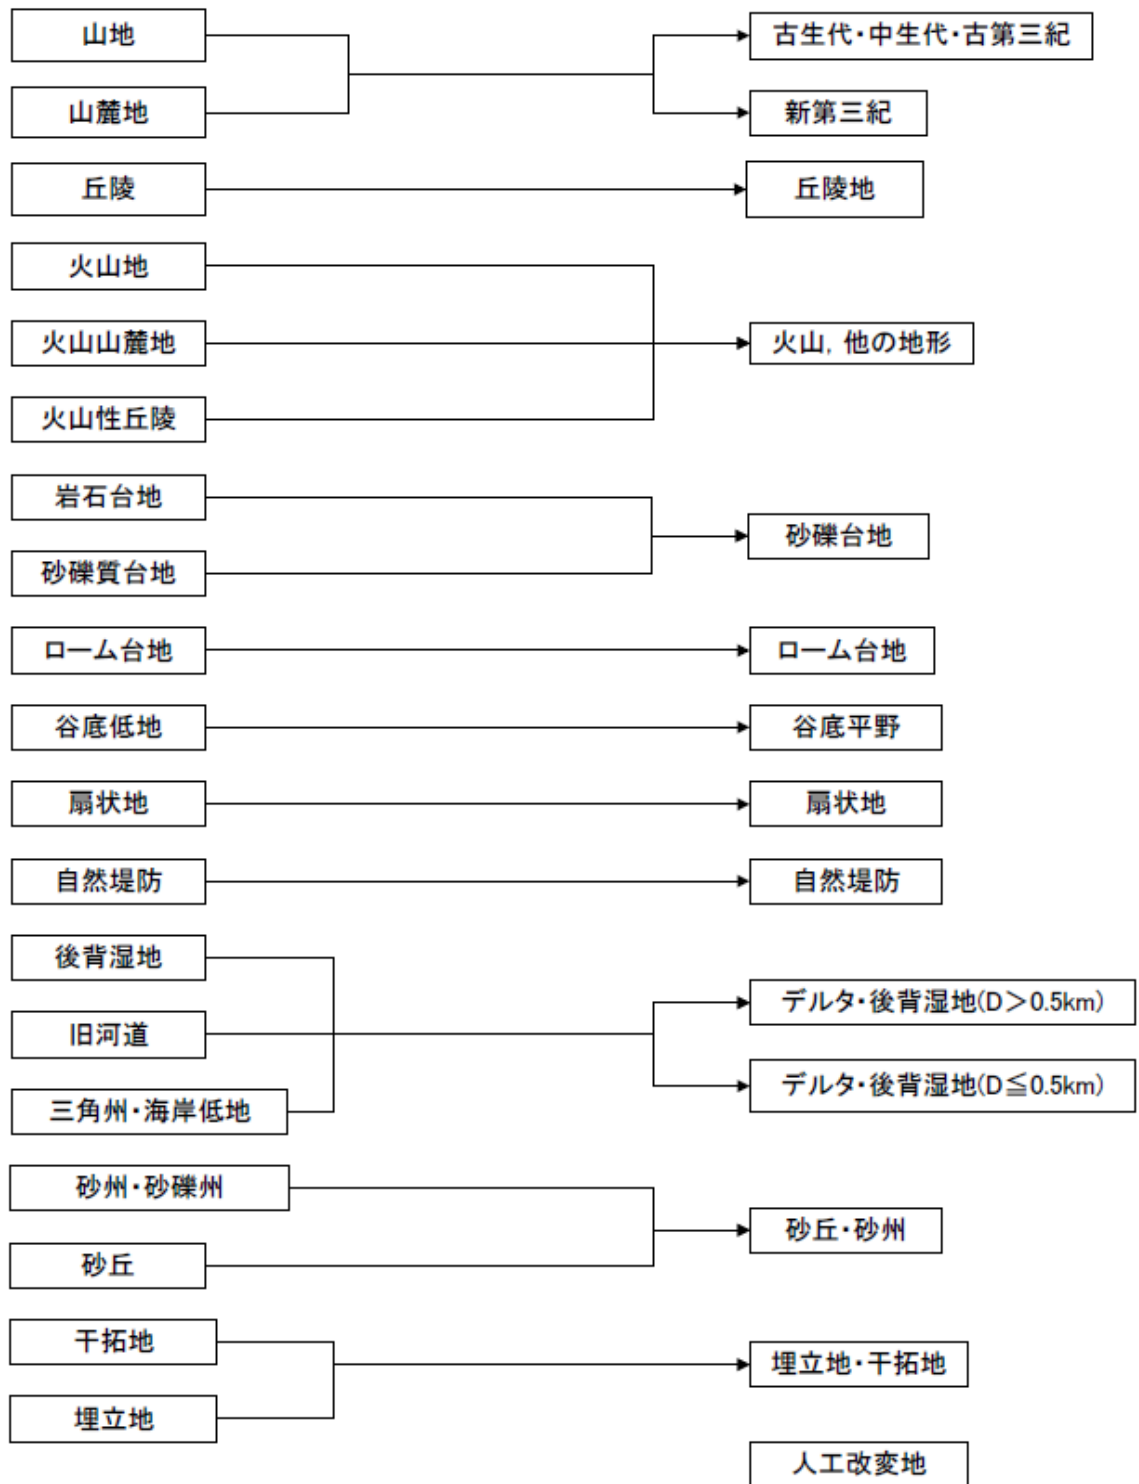 山地
古生代・中生代・古第三紀
山麓地
新第三紀
丘陵
丘陵地
火山地
火山山麓地
火山，他の地形
火山性丘陵
岩石台地
砂礫台地
砂礫質台地
ローム台地
ローム台地
谷底低地
谷底平野
扇状地
扇状地
自然堤防
自然堤防
後背湿地
デルタ・後背湿地(D＞0.5km)
旧河道
デルタ・後背湿地(D≦0.5km)
三角州・海岸低地
砂州・砂礫州
砂丘・砂州
砂丘
干拓地
埋立地・干拓地
埋立地
人工改変地